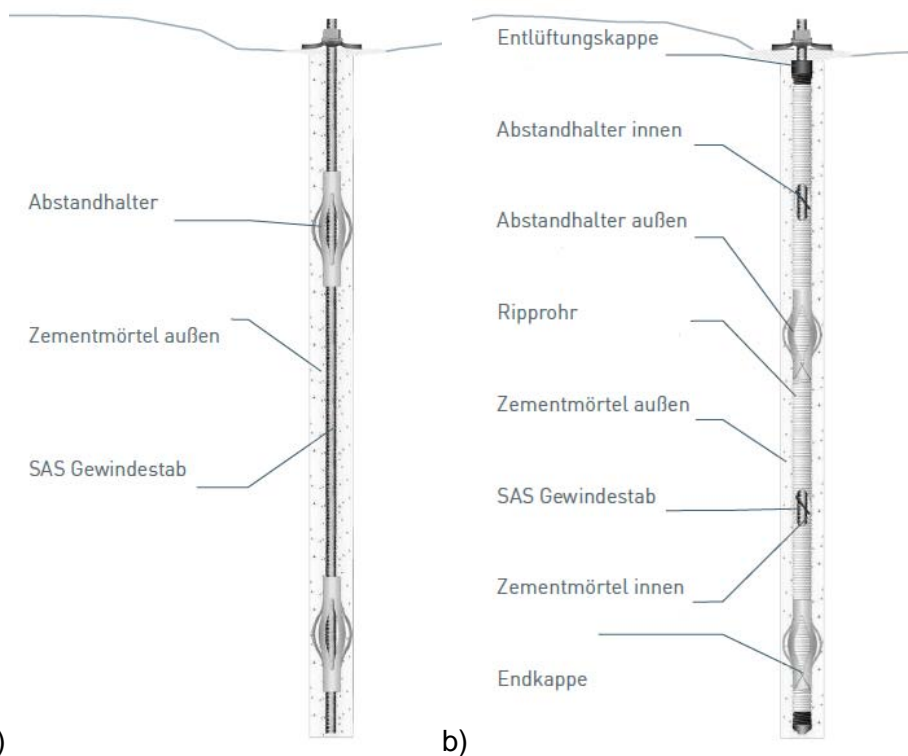 Abstandhalter
Zementmörtel außen
SAS Gewindestab
)
Entlüftungskappe
Abstandhalter innen
Abstandhalter außen
Ripprohr
Zementmörtel außen
SAS Gewindestab
Zementmörtel innen
Endkappe
b)